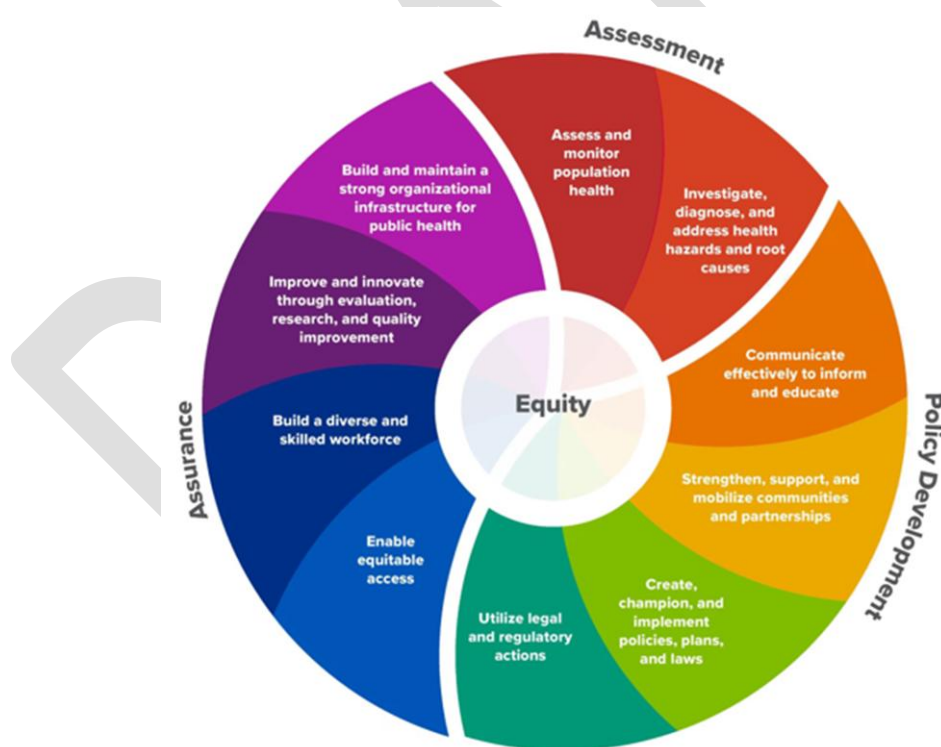 Assessment
Assess and
monitor
population
health
Investigate,
diagnose, and
address health
hazards and root
causes
Policy Development
Communicate
effectively to inform
and educate
Strengthen, support, and
mobilize communities
and partnerships
Create,
champion, and
implement
policies, plans,
and laws
Utilize legal
and regulatory
actions
Assurance
Enable
equitable
access
Build a diverse and
skilled workforce
Improve and innovate
through evaluation,
research, and quality
improvement
Build and maintain a
strong organizational
infrastructure for
public health
Equity